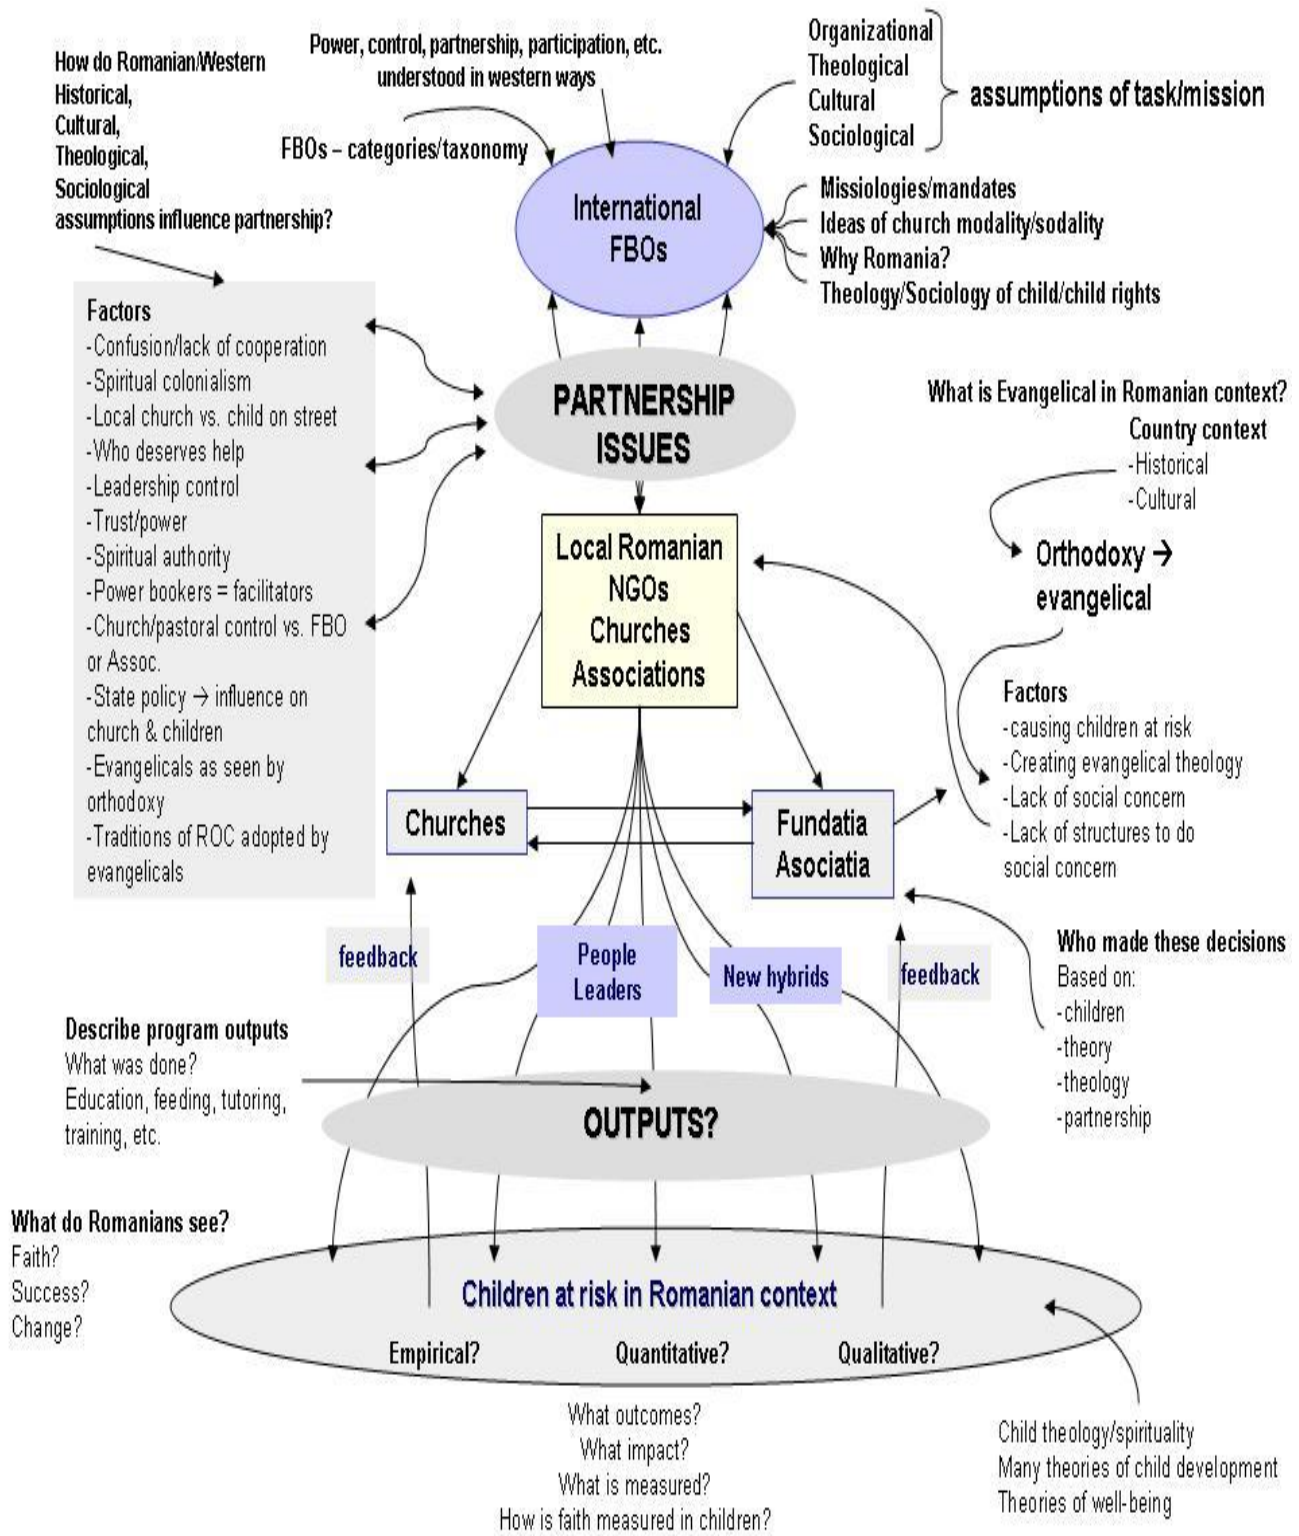 How do Romanian/Western
Historical,
Cultural,
Theological,
Sociological
assumptions influence partnership?
Power, control, partnership, participation, etc.
understood in western ways
FBOs – categories/taxonomy
Organizational
Theological
Cultural
Sociological
assumptions of task/mission
International
FBOs
Missiologies/mandates
Ideas of church modality/sodality
Why Romania?
Theology/Sociology of child/child rights
Factors
-Confusion/lack of cooperation
-Spiritual colonialism
-Local church vs. child on street
-Who deserves help
-Leadership control
-Trust/power
-Spiritual authority
-Power bookers = facilitators
-Church/pastoral control vs. FBO
or Assoc.
-State policy → influence on
church & children
-Evangelicals as seen by
orthodoxy
-Traditions of ROC adopted by
evangelicals
PARTNERSHIP
ISSUES
What is Evangelical in Romanian context?
Country context
-Historical
-Cultural
Orthodoxy →
evangelical
Local Romanian
NGOs
Churches
Associations
Factors
-causing children at risk
-Creating evangelical theology
-Lack of social concern
-Lack of structures to do
social concern
Churches
Fundatia
Asociatia
feedback
People
Leaders
New hybrids
feedback
Who made these decisions
Based on:
-children
-theory
-theology
-partnership
Describe program outputs
What was done?
Education, feeding, tutoring,
training, etc.
OUTPUTS?
What do Romanians see?
Faith?
Success?
Change?
Children at risk in Romanian context
Empirical?
Quantitative?
Qualitative?
What outcomes?
What impact?
What is measured?
How is faith measured in children?
Child theology/spirituality
Many theories of child development
Theories of well-being